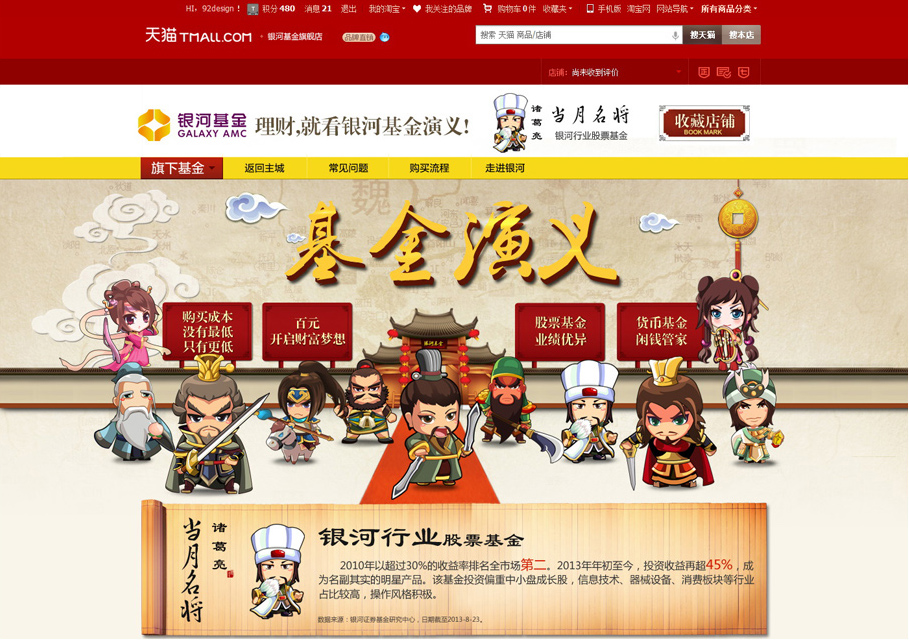 HI，92design！ 积分 480 消息 21 退出 我的淘宝 我关注的品牌 购物车 0 件 收藏夹 手机版 淘宝网 网站导航 所有商品分类
天猫 TMALL.COM 银河基金旗舰店 品牌直销 搜索 天猫 商品/店铺 搜天猫 搜本店
店铺：尚未收到评价
银河基金
GALAXY AMC
理财,就看银河基金演义!
诸葛亮
当月名将
银河行业股票基金
收藏店铺
BOOK MARK
旗下基金 返回主城 常见问题 购买流程 走进银河
魏
基金演义
购买成本
没有最低
只有更低
百元
开启财富梦想
股票基金
业绩优异
货币基金
闲钱管家
银河基金
当月名将
诸葛亮
银河行业股票基金
2010年以超过30%的收益率排名全市场第二。2013年年初至今，投资收益再超45%，成
为名副其实的明星产品。该基金投资偏重中小盘成长股，信息技术、器械设备、消费板块等行业
占比较高，操作风格积极。
数据来源：银河证券基金研究中心，日期截至2013-8-23。